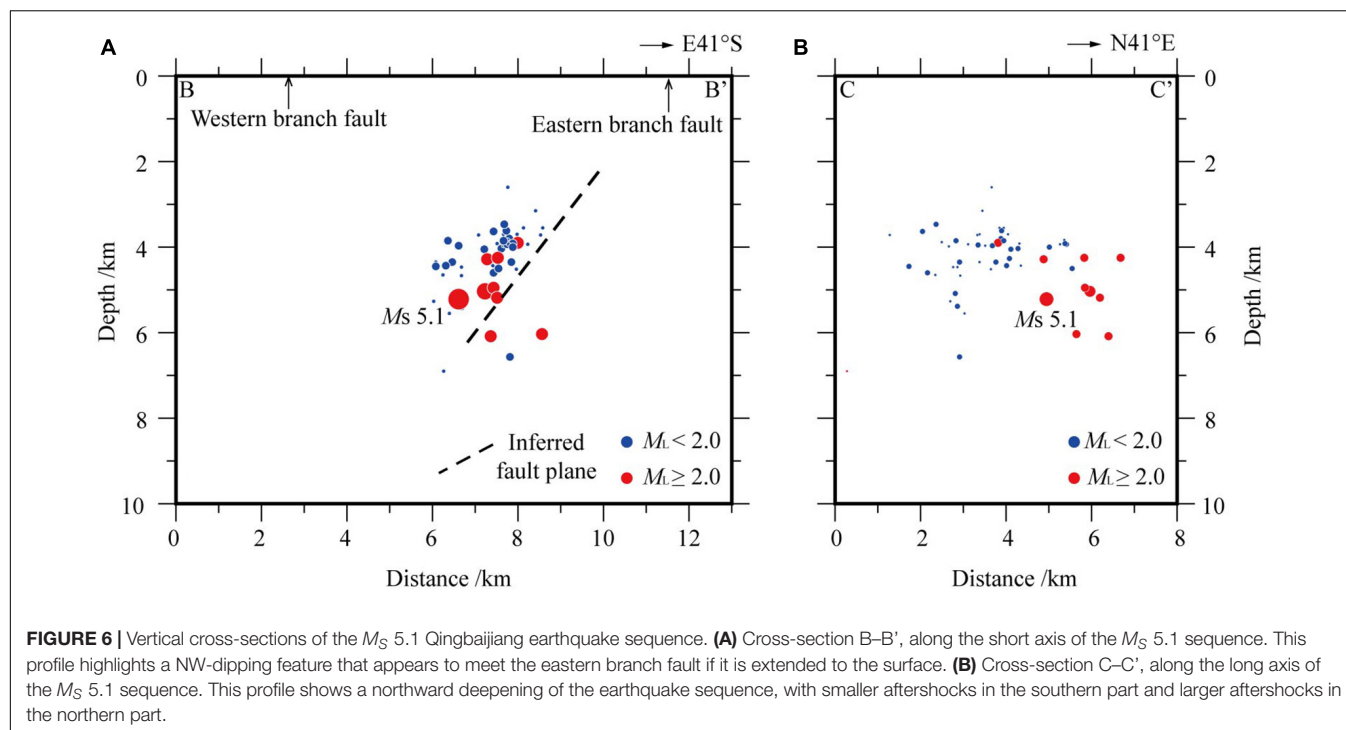 A
→ E41°S
B
→ N41°E
B
B'
C
C'
Western branch fault
Eastern branch fault
Ms 5.1
Ms 5.1
Inferred
fault plane
ML < 2.0
ML ≥ 2.0
ML < 2.0
ML ≥ 2.0
0
2
4
6
8
10
Depth /km
0
2
4
6
8
10
12
Distance /km
0
2
4
6
8
10
Depth /km
0
2
4
6
8
Distance /km
FIGURE 6 | Vertical cross-sections of the MS 5.1 Qingbaijiang earthquake sequence. (A) Cross-section B–B', along the short axis of the MS 5.1 sequence. This
profile highlights a NW-dipping feature that appears to meet the eastern branch fault if it is extended to the surface. (B) Cross-section C–C', along the long axis of
the MS 5.1 sequence. This profile shows a northward deepening of the earthquake sequence, with smaller aftershocks in the southern part and larger aftershocks in
the northern part.